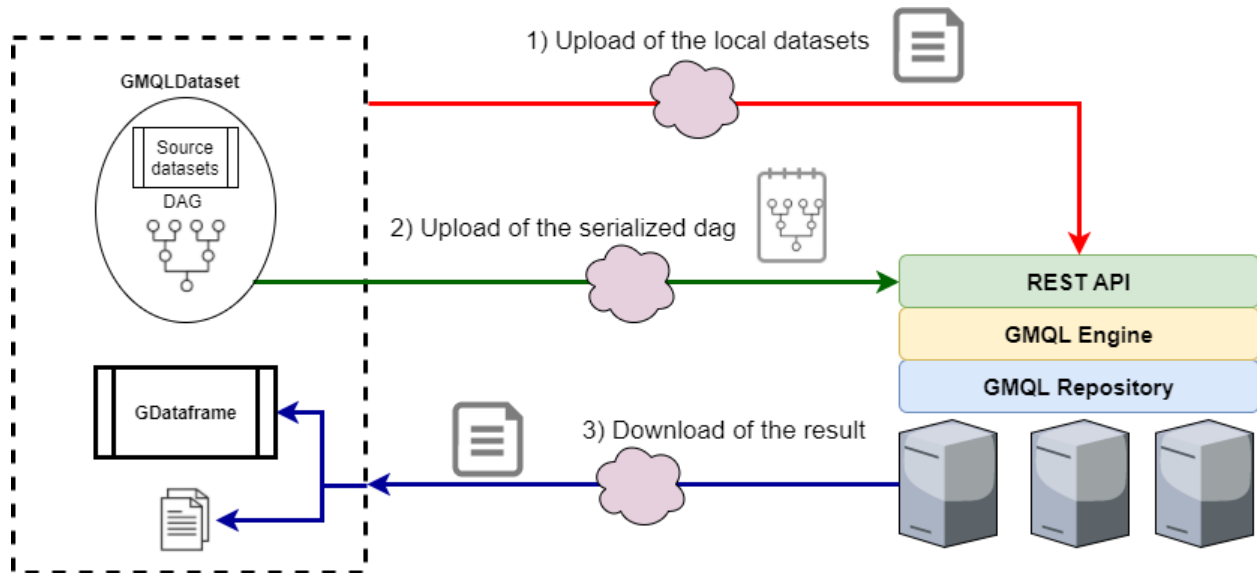 1) Upload of the local datasets
GMQLDataset
Source
datasets
DAG
2) Upload of the serialized dag
REST API
GMQL Engine
GMQL Repository
GDataframe
3) Download of the result